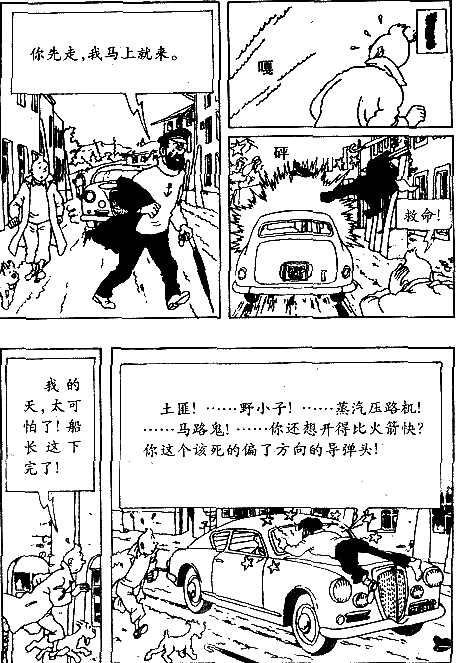 你先走，我马上就来。
嘎
砰
救命！
我的
天，太可
怕了！船
长这下
完了！
土匪！……野小子！……蒸汽压路机！
……马路鬼！……你还想开得比火箭快？
你这个该死的偏了方向的导弹头！